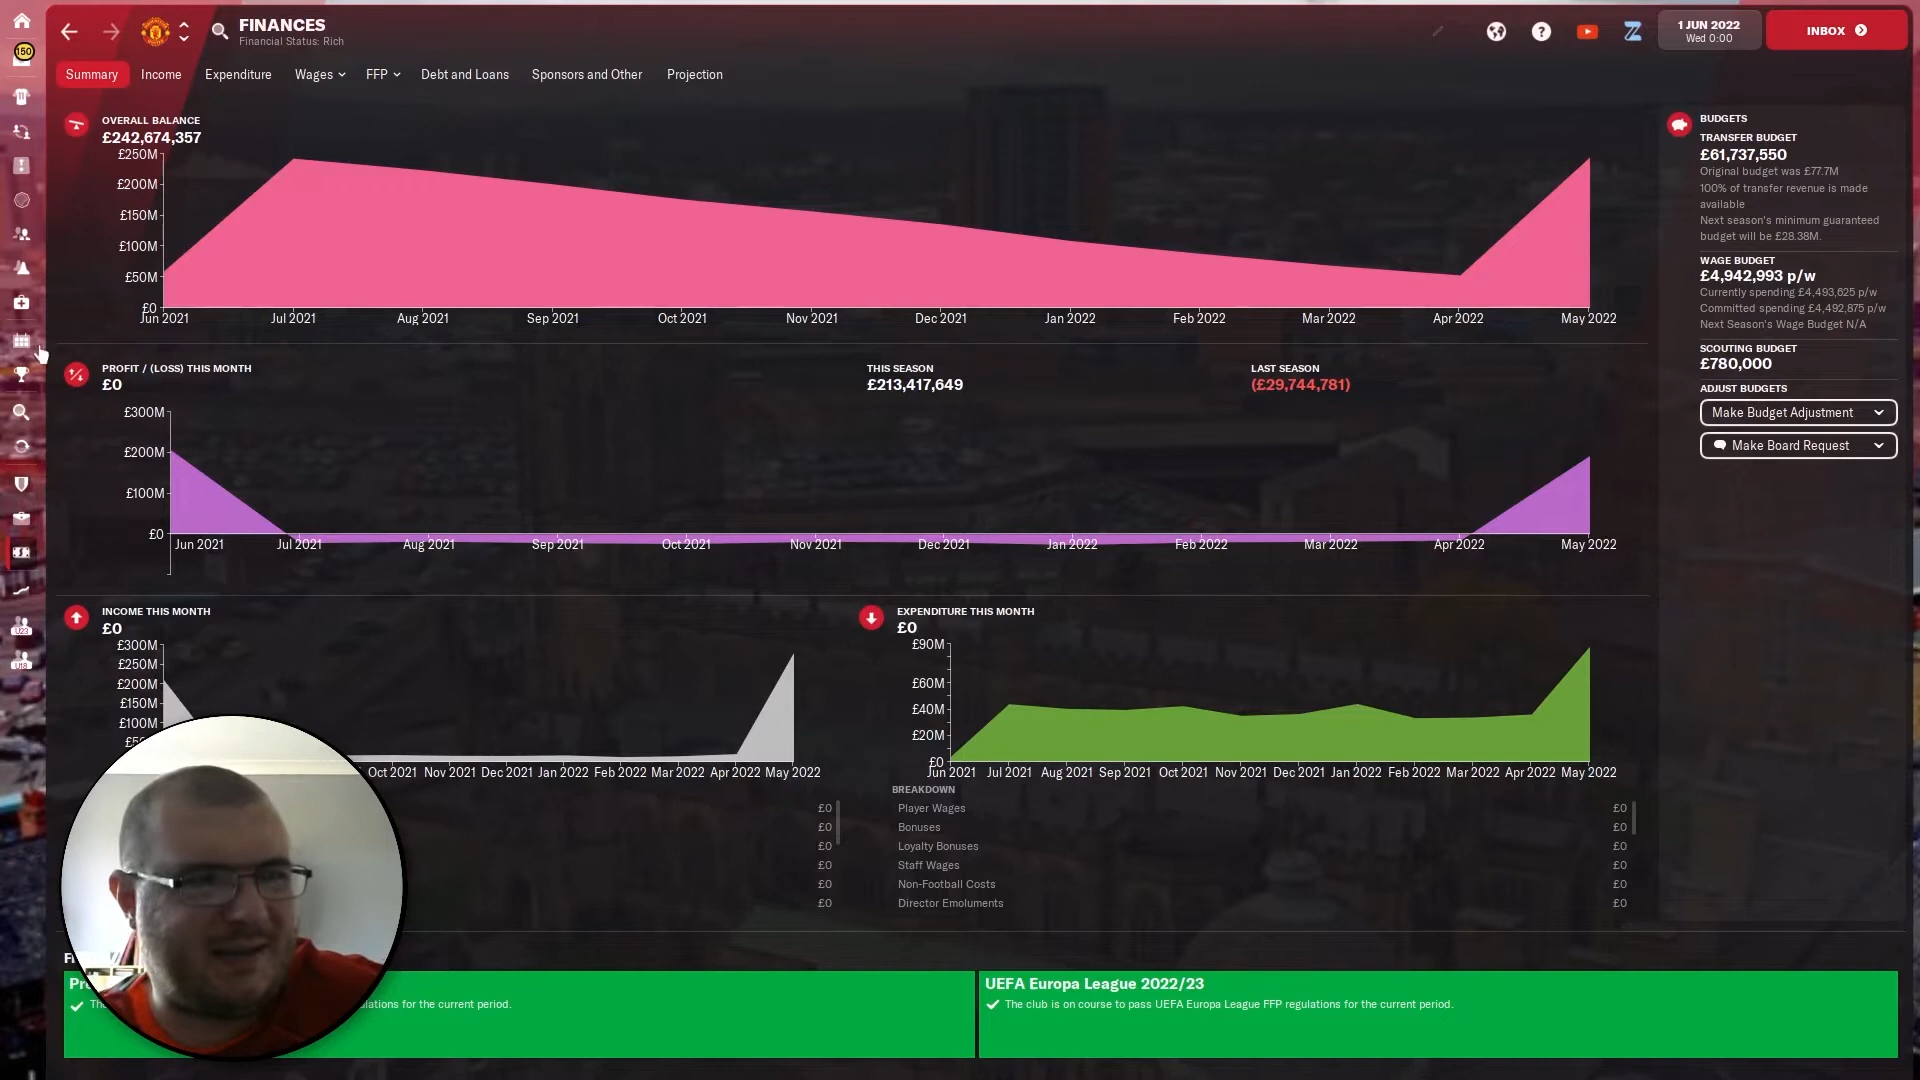 150
FINANCES
Financial Status: Rich
1 JUN 2022
Wed 0:00
INBOX
Summary Income Expenditure Wages FFP Debt and Loans Sponsors and Other Projection
OVERALL BALANCE
£242,674,357
£250M
£200M
£150M
£100M
£50M
£0
Jun 2021 Jul 2021 Aug 2021 Sep 2021 Oct 2021 Nov 2021 Dec 2021 Jan 2022 Feb 2022 Mar 2022 Apr 2022 May 2022
PROFIT / (LOSS) THIS MONTH
£0
THIS SEASON
£213,417,649
LAST SEASON
(£29,744,781)
£300M
£200M
£100M
£0
Jun 2021 Jul 2021 Aug 2021 Sep 2021 Oct 2021 Nov 2021 Dec 2021 Jan 2022 Feb 2022 Mar 2022 Apr 2022 May 2022
INCOME THIS MONTH
£0
£300M
£250M
£200M
£150M
£100M
Oct 2021 Nov 2021 Dec 2021 Jan 2022 Feb 2022 Mar 2022 Apr 2022 May 2022
£0
£0
£0
£0
£0
£0
EXPENDITURE THIS MONTH
£0
£90M
£60M
£40M
£20M
£0
Jun 2021 Jul 2021 Aug 2021 Sep 2021 Oct 2021 Nov 2021 Dec 2021 Jan 2022 Feb 2022 Mar 2022 Apr 2022 May 2022
BREAKDOWN
Player Wages £0
Bonuses £0
Loyalty Bonuses £0
Staff Wages £0
Non-Football Costs £0
Director Emoluments £0
BUDGETS
TRANSFER BUDGET
£61,737,550
Original budget was £77.7M
100% of transfer revenue is made
available
Next season's minimum guaranteed
budget will be £28.38M.
WAGE BUDGET
£4,942,993 p/w
Currently spending £4,493,625 p/w
Committed spending £4,492,875 p/w
Next Season's Wage Budget N/A
SCOUTING BUDGET
£780,000
ADJUST BUDGETS
Make Budget Adjustment
Make Board Request
U23
U18
lations for the current period.
UEFA Europa League 2022/23
The club is on course to pass UEFA Europa League FFP regulations for the current period.